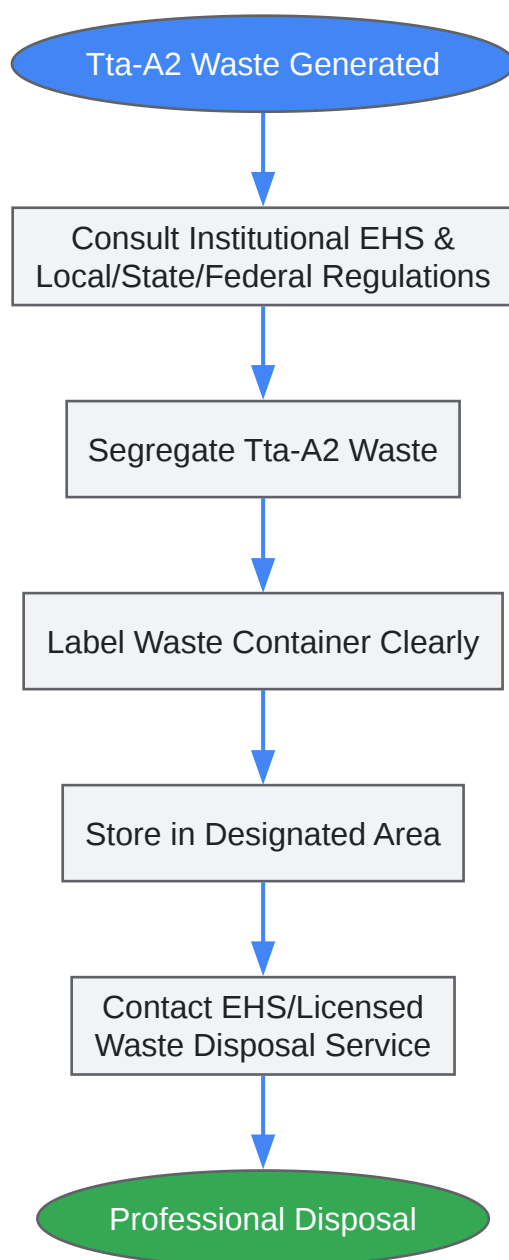 Tta-A2 Waste Generated
Consult Institutional EHS &
Local/State/Federal Regulations
Segregate Tta-A2 Waste
Label Waste Container Clearly
Store in Designated Area
Contact EHS/Licensed
Waste Disposal Service
Professional Disposal